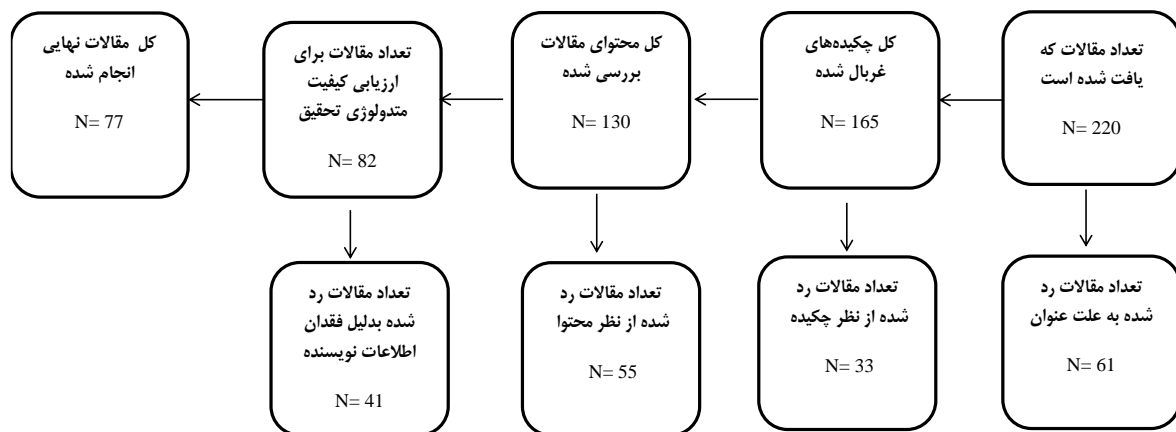 تعداد مقالات که
یافت شده است
N= 220
کل چکیده‌های
غربال شده
N= 165
کل محتوای مقالات
بررسی شده
N= 130
تعداد مقالات برای
ارزیابی کیفیت
متدولوژی تحقیق
N= 82
کل مقالات نهایی
انجام شده
N= 77
تعداد مقالات رد
شده به علت عنوان
N= 61
تعداد مقالات رد
شده از نظر چکیده
N= 33
تعداد مقالات رد
شده از نظر محتوا
N= 55
تعداد مقالات رد
شده بدلیل فقدان
اطلاعات نویسنده
N= 41